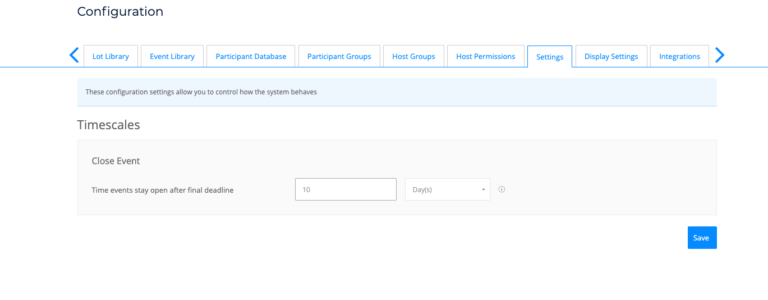 Configuration
Lot Library
Event Library
Participant Database
Participant Groups
Host Groups
Host Permissions
Settings
Display Settings
Integrations
These configuration settings allow you to control how the system behaves
Timescales
Close Event
Time events stay open after final deadline
10
Day(s)
Save